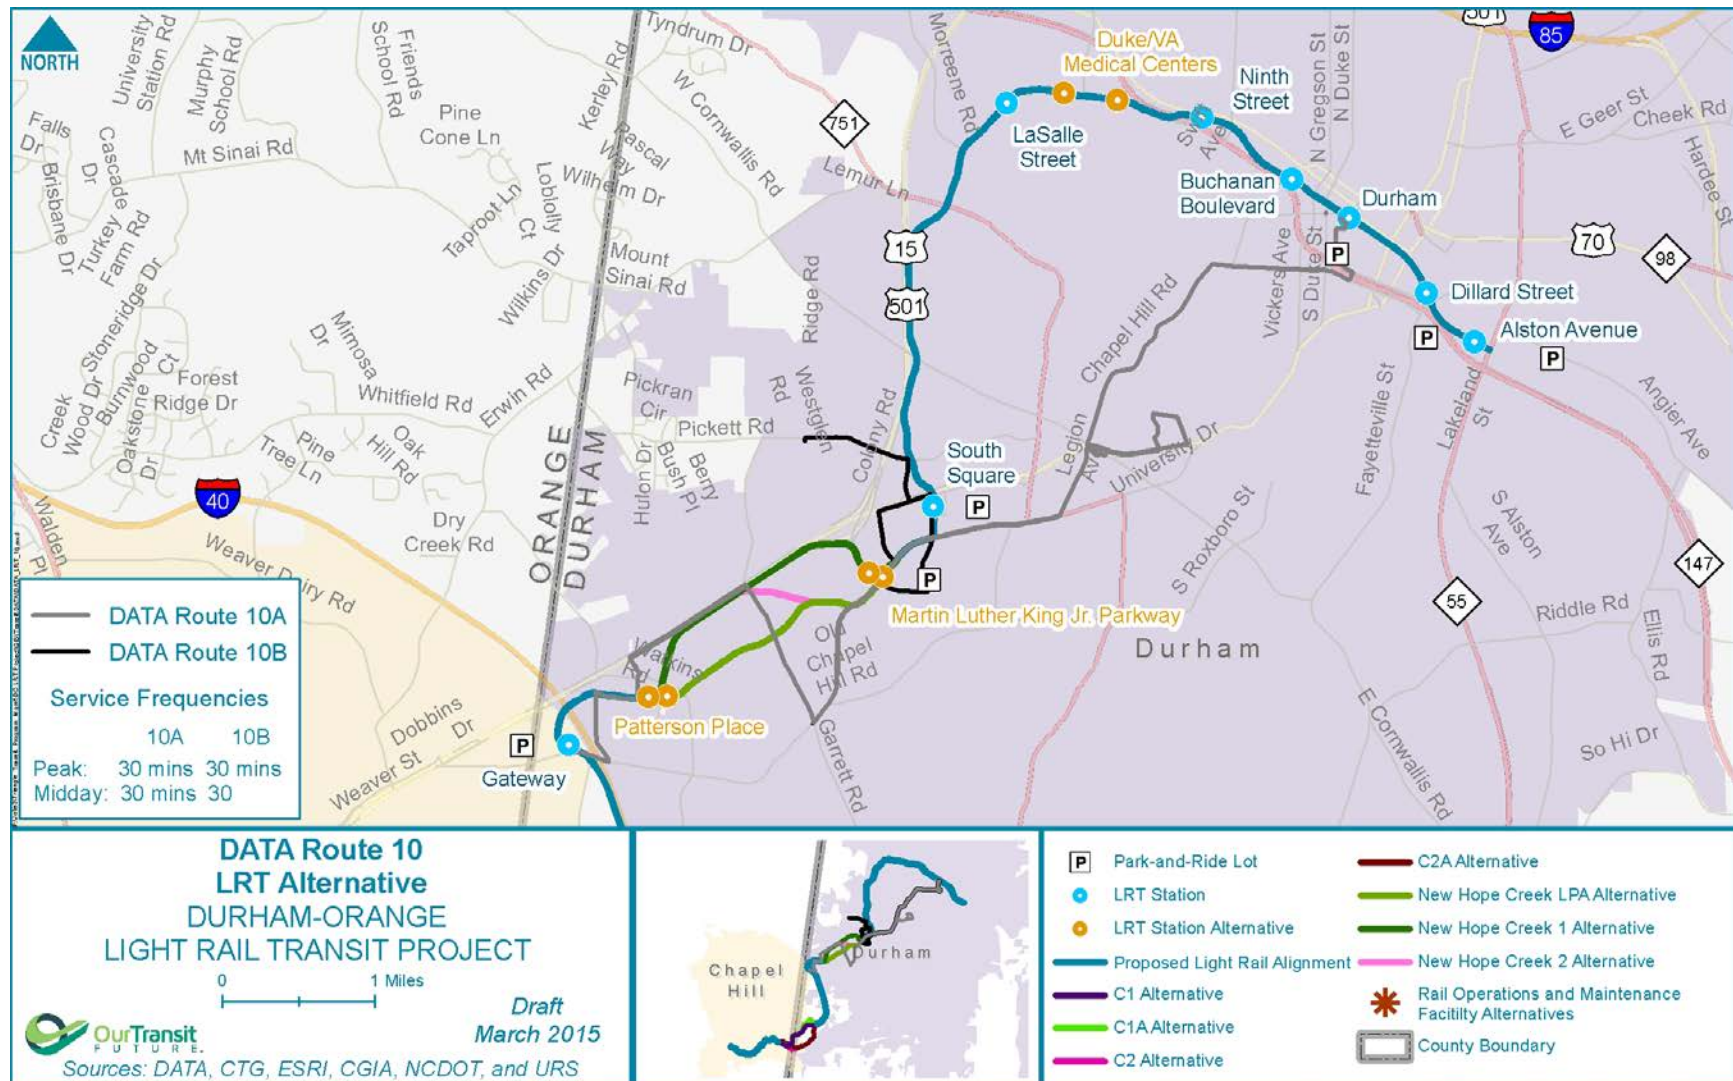 NORTH
University
Station Rd
Murphy
School Rd
Friends
School Rd
Tyndrum Dr
Kerley Rd
W Cornwallis Rd
Morreene Rd
Duke/VA
Medical Centers
Ninth
Street
N Gregson St
N Duke St
501
85
E Geer St
Cheek Rd
Hardee St
Falls
Dr
Brisbane Dr
Cascade
Dr
Turkey
Farm Rd
Mt Sinai Rd
Pine
Cone Ln
Taproot Ln
Loblolly
Ct
Rascal
Way
Wilhelm Dr
751
Lemur Ln
LaSalle
Street
Swift
Ave
Buchanan
Boulevard
Durham
Stoneridge Dr
Wilkins Dr
Mount
Sinai Rd
Ridge Rd
15
501
Chapel Hill Rd
Vickers Ave
S Duke St
P
70
98
Dillard Street
Alston Avenue
P
P
Creek
Wood Dr
Burnwood
Ct
Oakstone
Dr
Forest
Ridge Dr
Mimosa
Dr
Whitfield Rd
Erwin Rd
Pine
Tree Ln
Oak
Hill Rd
Pickran
Cir
Pickett Rd
Hulon Dr
Bush Pl
Berry
Westglen
Rd
Colony Rd
South
Square
P
Legion
Ave
University Dr
Fayetteville St
Lakeland
St
Angier Ave
40
Walden
Pl
Weaver Dairy Rd
Dry
Creek Rd
ORANGE
DURHAM
S Roxboro St
S Alston
Ave
147
55
Riddle Rd
Ellis Rd
P
Martin Luther King Jr. Parkway
Durham
Old
Chapel
Hill Rd
Watkins
Rd
Patterson Place
Garrett Rd
E Cornwallis Rd
So Hi Dr
Dobbins
Dr
Weaver St
P
Gateway
DATA Route 10A
DATA Route 10B
Service Frequencies
10A 10B
Peak: 30 mins 30 mins
Midday: 30 mins 30
DATA Route 10
LRT Alternative
DURHAM-ORANGE
LIGHT RAIL TRANSIT PROJECT
0 1 Miles
Draft
March 2015
OurTransit
FUTURE.
Sources: DATA, CTG, ESRI, CGIA, NCDOT, and URS
Chapel
Hill
Durham
P Park-and-Ride Lot
LRT Station
LRT Station Alternative
Proposed Light Rail Alignment
C1 Alternative
C1A Alternative
C2 Alternative
C2A Alternative
New Hope Creek LPA Alternative
New Hope Creek 1 Alternative
New Hope Creek 2 Alternative
Rail Operations and Maintenance
Facilty Alternatives
County Boundary